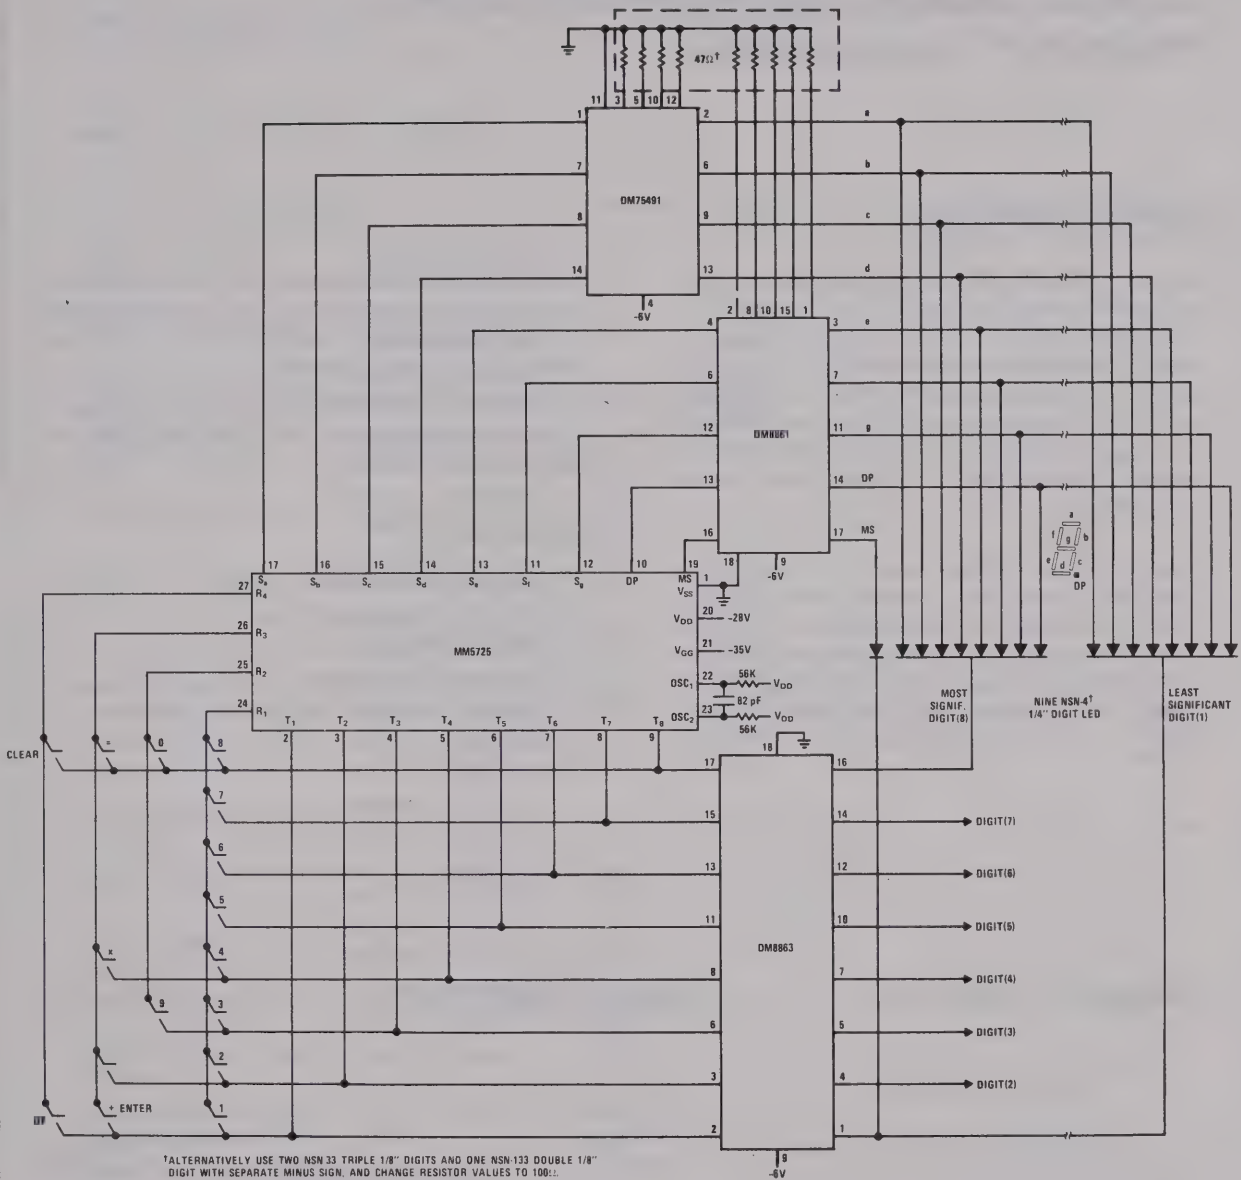 47Ω†
11 3 5 10 12
1 2 a
7 6 b
DM75491
8 9 c
14 13 d
4
-6V
2 8 10 15 1
4 3 e
6 7
12 11 g
DM8861
13 14 DP
16 17 MS
18 9
-6V
a
f g b
e d c
DP
17 16 15 14 13 11 12 10 19
Sa Sb Sc Sd Se Sf Sg DP MS
27 R4
1 VSS
26 R3
VDD 20 -28V
MM5725
VGG 21 -35V
25 R2
OSC1 22 56K VDD
82 pF
24 R1
OSC2 23 VDD
56K
T1 T2 T3 T4 T5 T6 T7 T8
2 3 4 5 6 7 8 9
MOST
SIGNIF.
DIGIT(8)
NINE NSN-4†
1/4" DIGIT LED
LEAST
SIGNIFICANT
DIGIT(1)
18
CLEAR = 0 8
17 16
7
15 14 DIGIT(7)
6
13 12 DIGIT(6)
5
11 10 DIGIT(5)
DM8863
× 4
8 7 DIGIT(4)
9 3
6 5 DIGIT(3)
− 2
3 4 DIGIT(2)
+ ENTER 1
2 1
9
-6V
†ALTERNATIVELY USE TWO NSN 33 TRIPLE 1/8" DIGITS AND ONE NSN-133 DOUBLE 1/8"
DIGIT WITH SEPARATE MINUS SIGN, AND CHANGE RESISTOR VALUES TO 100Ω.